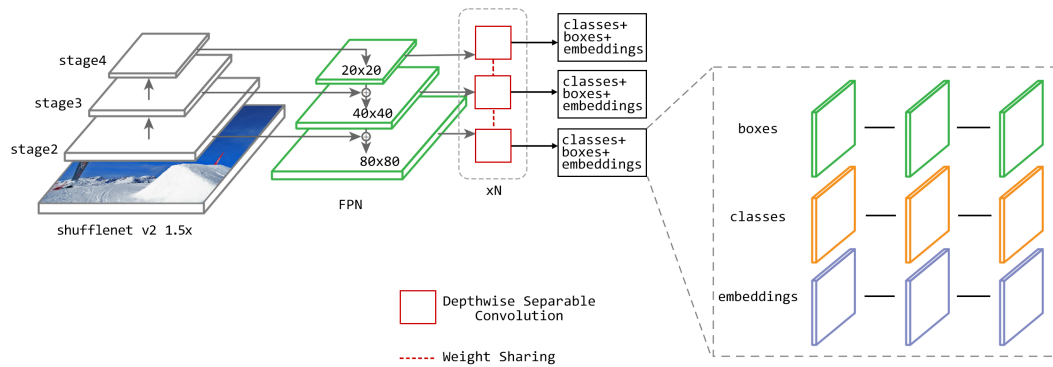 stage4
stage3
stage2
shufflenet v2 1.5x
20x20
40x40
80x80
FPN
xN
classes+
boxes+
embeddings
classes+
boxes+
embeddings
classes+
boxes+
embeddings
boxes
classes
embeddings
Depthwise Separable
Convolution
Weight Sharing